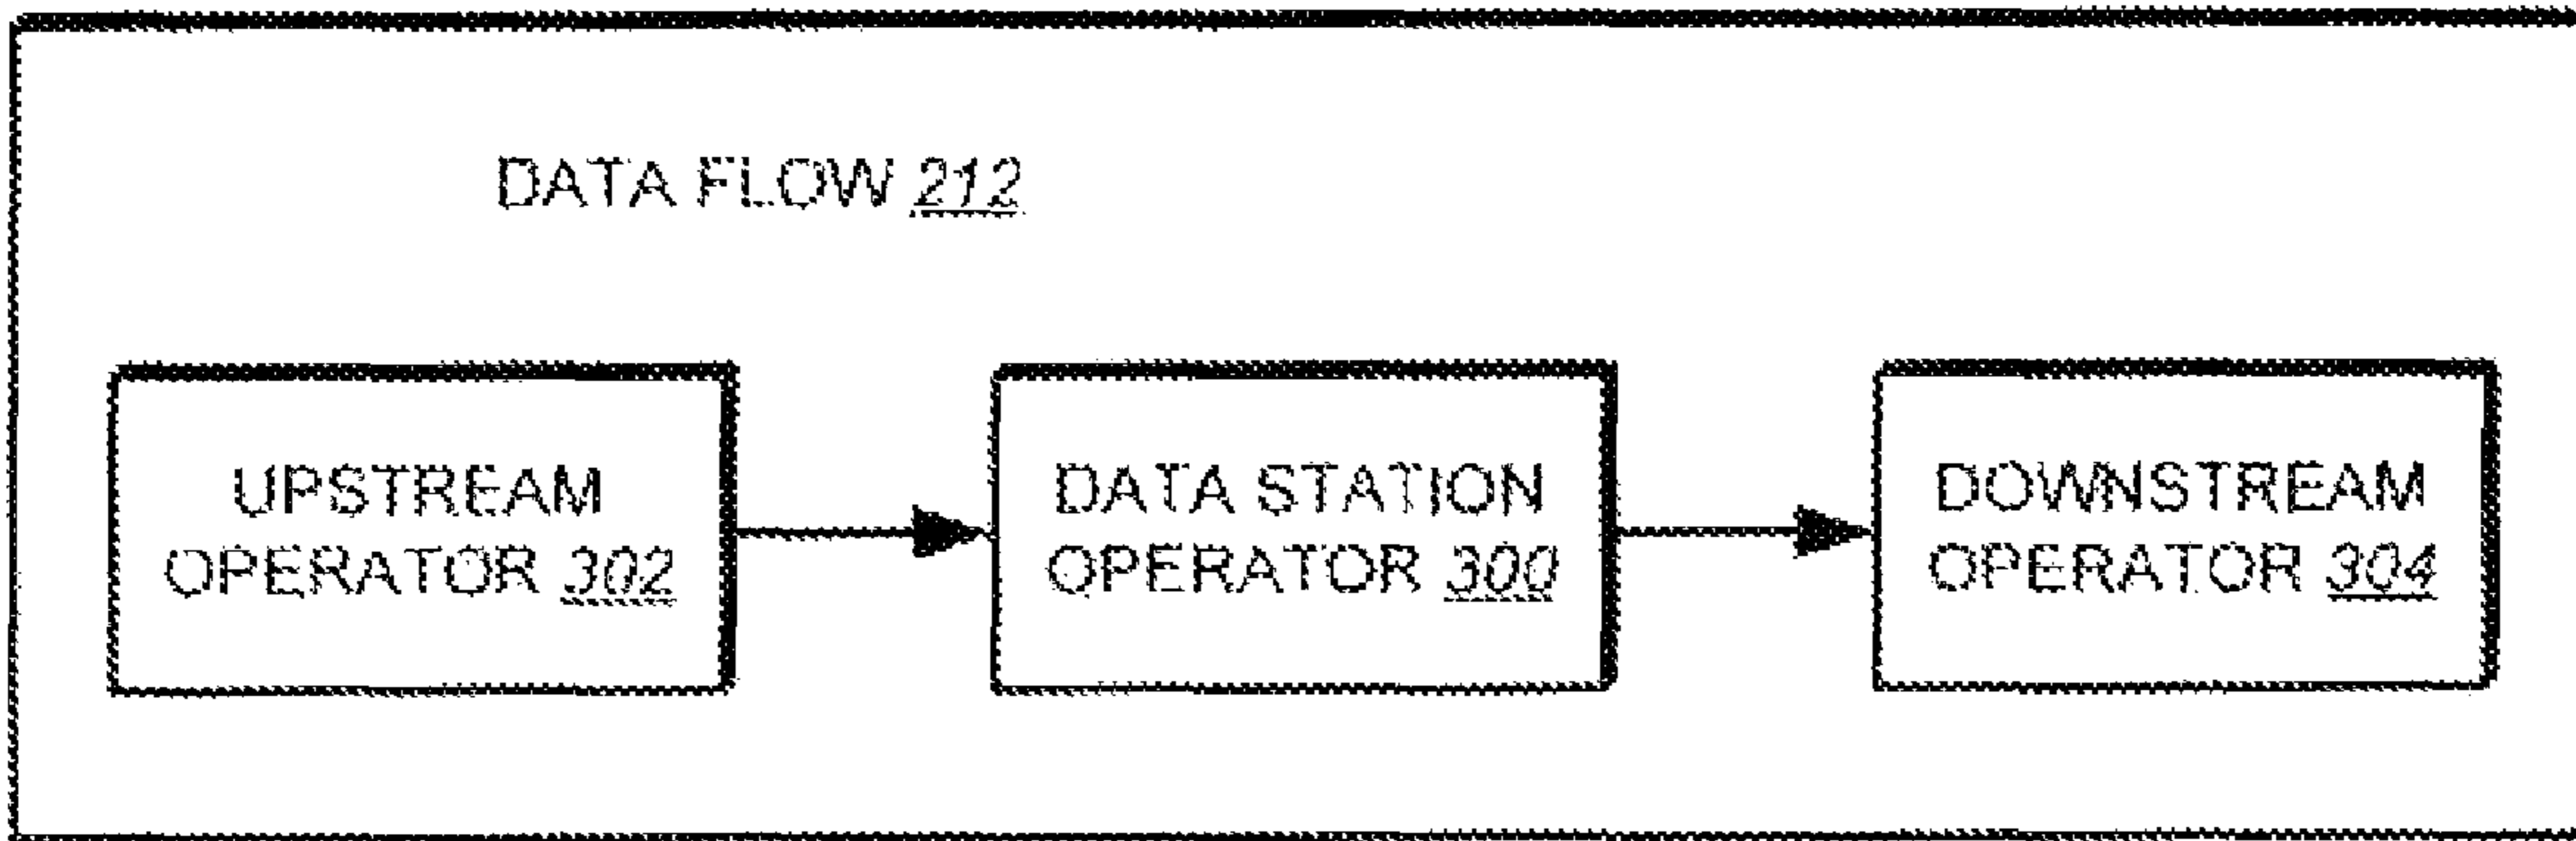 DATA FLOW 212
UPSTREAM
OPERATOR 302
DATA STATION
OPERATOR 300
DOWNSTREAM
OPERATOR 304